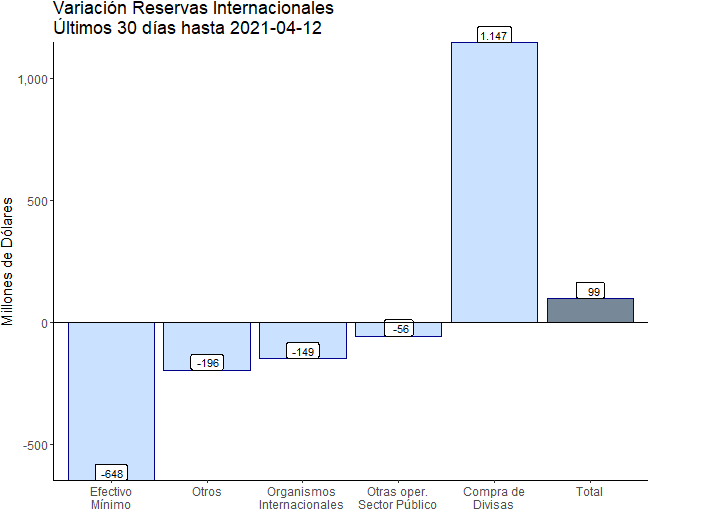 Variación Reservas Internacionales
Últimos 30 días hasta 2021-04-12
Millones de Dólares
1,000
500
0
-500
-648
-196
-149
-56
1.147
99
Efectivo
Mínimo
Otros
Organismos
Internacionales
Otras oper.
Sector Público
Compra de
Divisas
Total